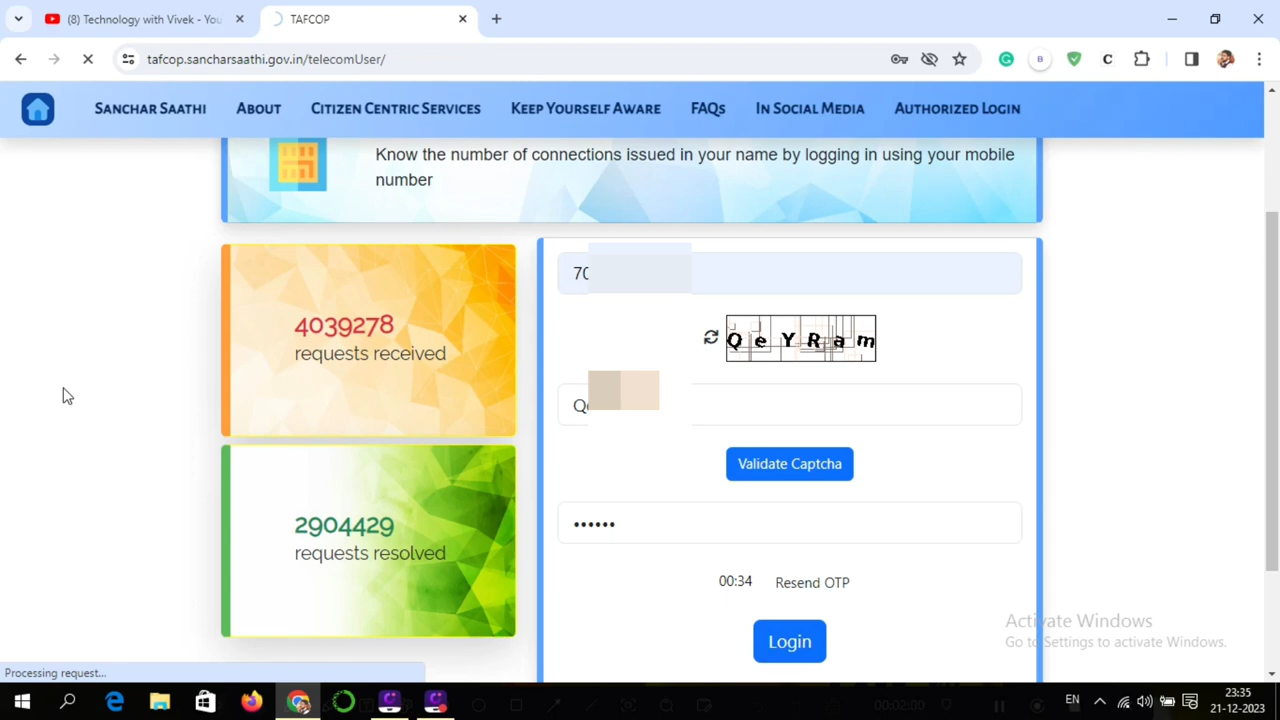 (8) Technology with Vivek - You
TAFCOP
tafcop.sancharsaathi.gov.in/telecomUser/
SANCHAR SAATHI
ABOUT
CITIZEN CENTRIC SERVICES
KEEP YOURSELF AWARE
FAQs
IN SOCIAL MEDIA
AUTHORIZED LOGIN
Know the number of connections issued in your name by logging in using your mobile
number
4039278
requests received
2904429
requests resolved
70
Q e Y R a m
Validate Captcha
••••••
00:34 Resend OTP
Login
Activate Windows
Go to Settings to activate Windows.
Processing request...
EN
23:35
21-12-2023